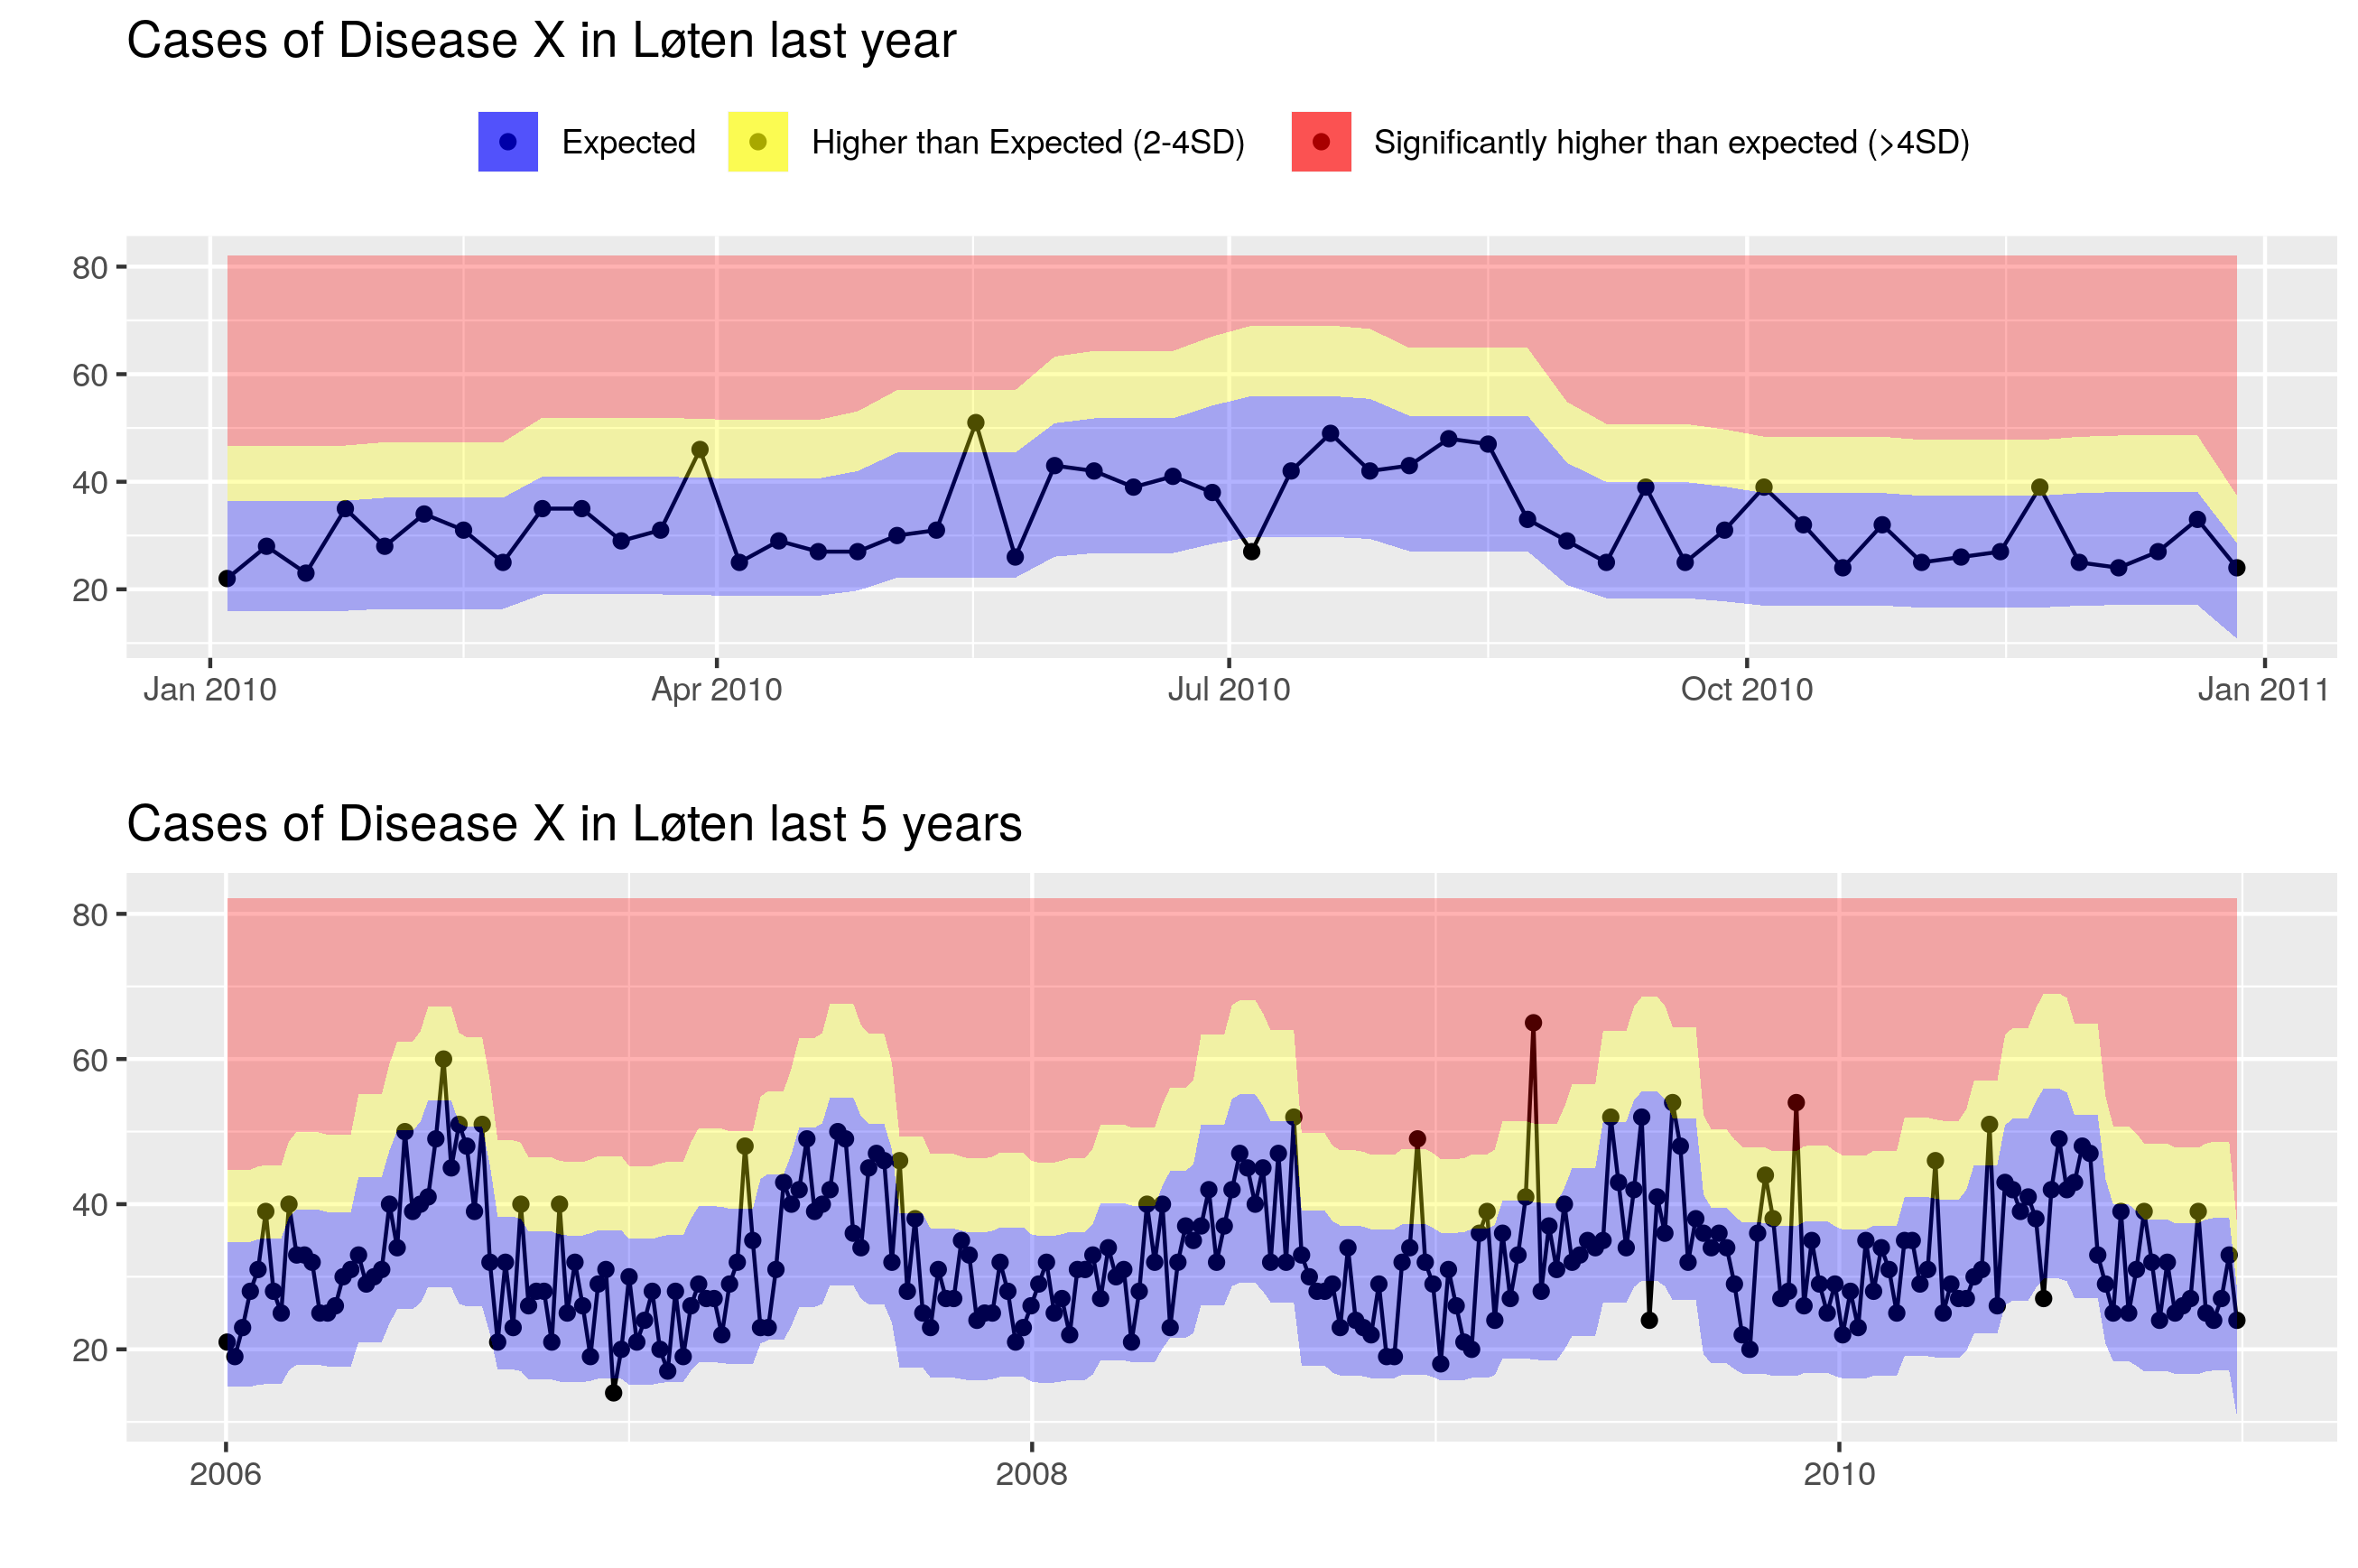 Cases of Disease X in Løten last year
Expected Higher than Expected (2-4SD) Significantly higher than expected (>4SD)
80
60
40
20
Jan 2010 Apr 2010 Jul 2010 Oct 2010 Jan 2011
Cases of Disease X in Løten last 5 years
80
60
40
20
2006 2008 2010